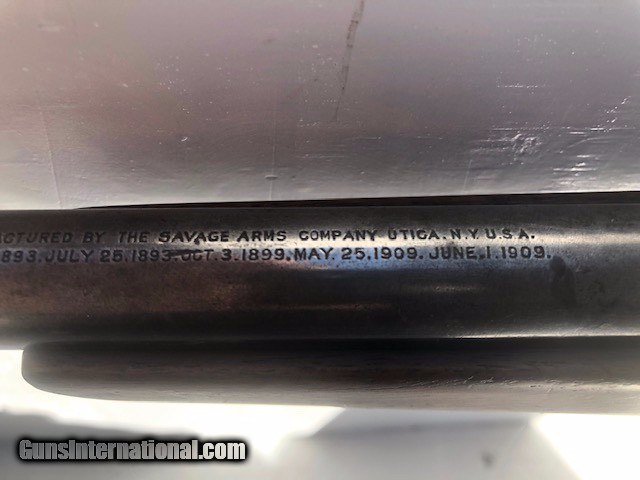 ACTURED BY THE SAVAGE ARMS COMPANY UTICA. N.Y. U.S.A.
893. JULY 25.1893. OCT. 3.1899. MAY. 25.1909. JUNE. 1.1909.
GunsInternational.com